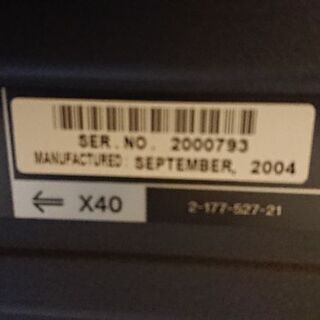 SER.NO. 2000793
MANUFACTURED: SEPTEMBER, 2004
⇐ X40 2-177-527-21